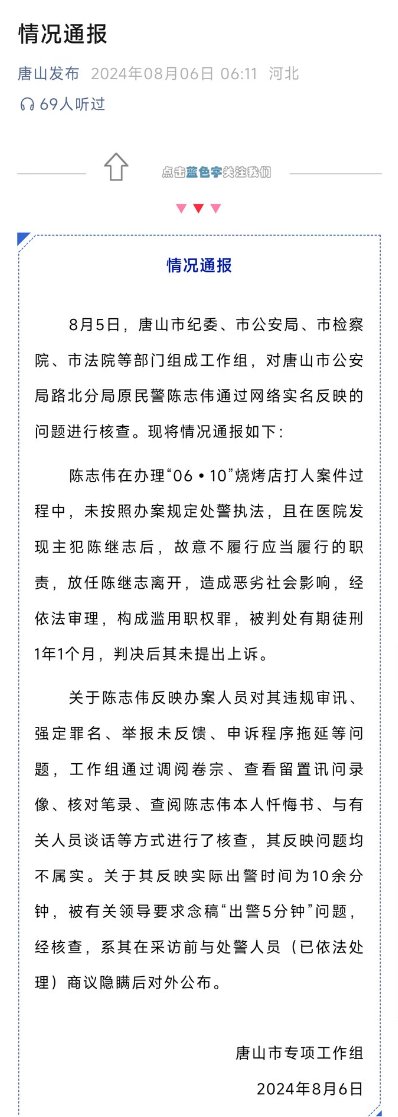 情况通报
唐山发布 2024年08月06日 06:11 河北
69人听过
点击蓝色字关注我们
情况通报
8月5日，唐山市纪委、市公安局、市检察
院、市法院等部门组成工作组，对唐山市公安
局路北分局原民警陈志伟通过网络实名反映的
问题进行核查。现将情况通报如下：
陈志伟在办理“06•10”烧烤店打人案件过
程中，未按照办案规定处警执法，且在医院发
现主犯陈继志后，故意不履行应当履行的职
责，放任陈继志离开，造成恶劣社会影响，经
依法审理，构成滥用职权罪，被判处有期徒刑
1年1个月，判决后其未提出上诉。
关于陈志伟反映办案人员对其违规审讯、
强定罪名、举报未反馈、申诉程序拖延等问
题，工作组通过调阅卷宗、查看留置讯问录
像、核对笔录、查阅陈志伟本人忏悔书、与有
关人员谈话等方式进行了核查，其反映问题均
不属实。关于其反映实际出警时间为10余分
钟，被有关领导要求念稿“出警5分钟”问题，
经核查，系其在采访前与处警人员（已依法处
理）商议隐瞒后对外公布。
唐山市专项工作组
2024年8月6日